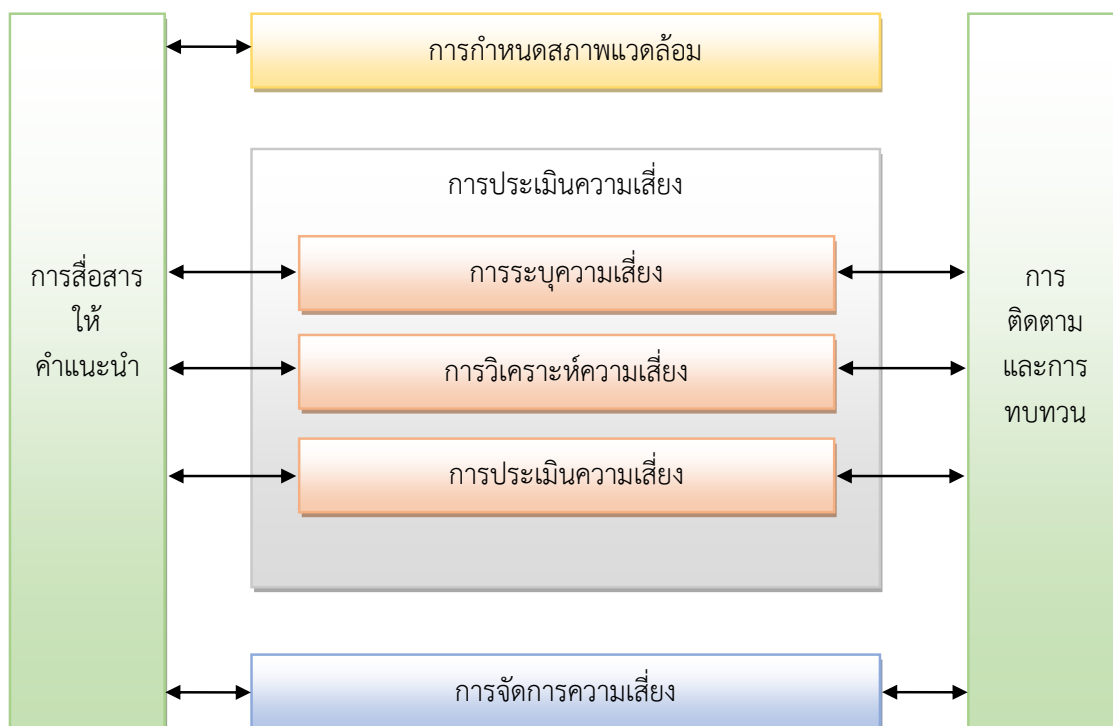 การกำหนดสภาพแวดล้อม
การประเมินความเสี่ยง
การสื่อสาร
ให้
คำแนะนำ
การระบุความเสี่ยง
การวิเคราะห์ความเสี่ยง
การประเมินความเสี่ยง
การ
ติดตาม
และการ
ทบทวน
การจัดการความเสี่ยง